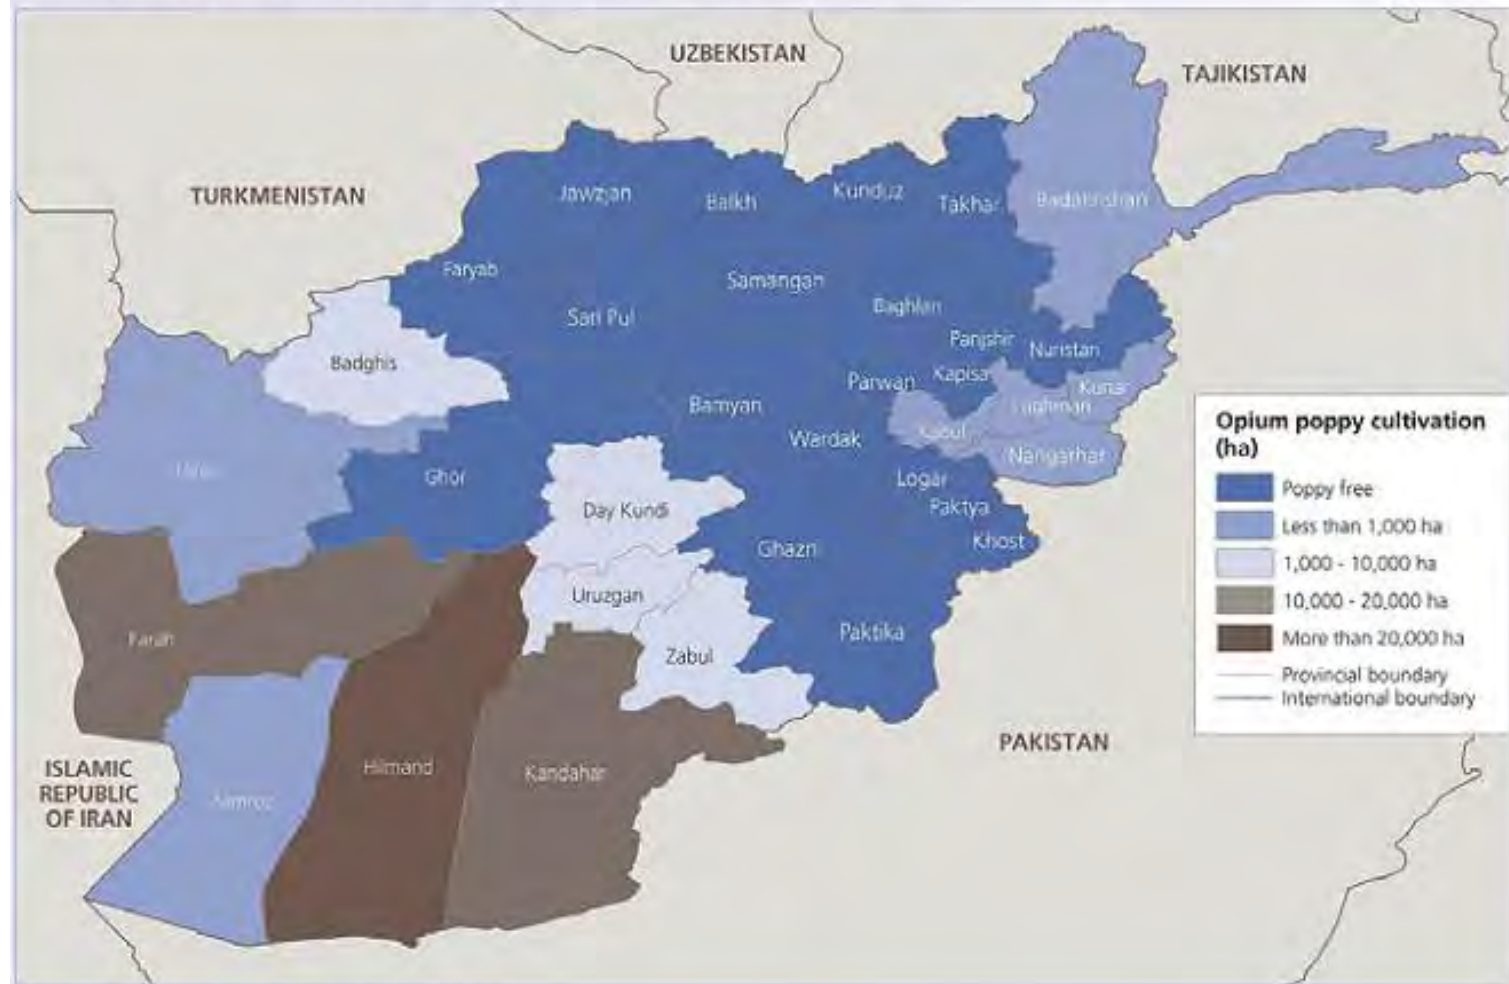 UZBEKISTAN
TAJIKISTAN
TURKMENISTAN
Jawzjan
Balkh
Kunduz
Takhar
Badakhshan
Faryab
Samangan
Sari Pul
Baghlan
Panjshir
Nuristan
Badghis
Parwan
Kapisa
Kunar
Laghman
Bamyan
Wardak
Kabul
Nangarhar
Ghor
Logar
Day Kundi
Paktya
Ghazni
Khost
Uruzgan
Farah
Zabul
Paktika
Hilmand
Kandahar
PAKISTAN
ISLAMIC
REPUBLIC
OF IRAN
Opium poppy cultivation
(ha)
Poppy free
Less than 1,000 ha
1,000 - 10,000 ha
10,000 - 20,000 ha
More than 20,000 ha
Provincial boundary
International boundary